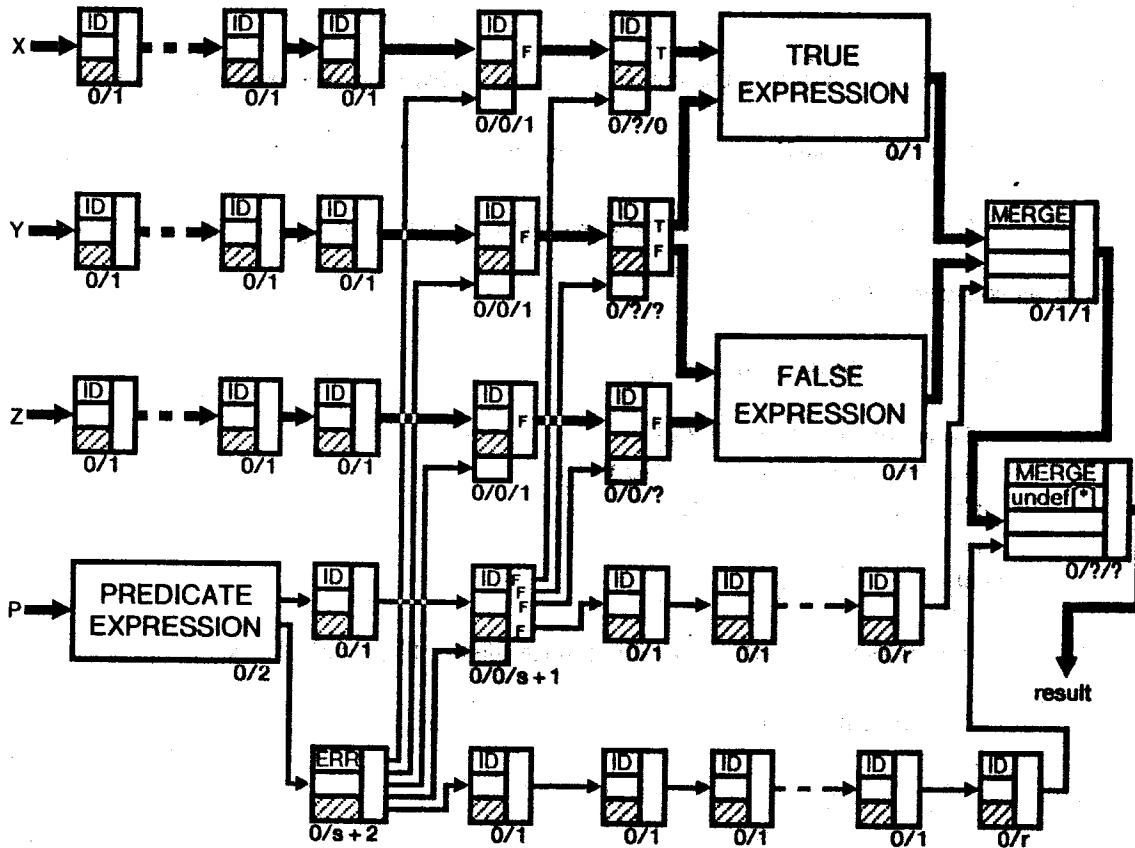 X
ID
0/1
ID
0/1
ID
0/1
ID
F
0/0/1
ID
T
0/?/0
TRUE
EXPRESSION
0/1
Y
ID
0/1
ID
0/1
ID
0/1
ID
F
0/0/1
ID
T
F
0/?/?
MERGE
0/1/1
Z
ID
0/1
ID
0/1
ID
0/1
ID
F
0/0/1
ID
F
0/0/?
FALSE
EXPRESSION
0/1
MERGE
undef[*]
0/?/?
P
PREDICATE
EXPRESSION
0/2
ID
0/1
ID
F
F
F
F
0/0/s+1
ID
0/1
ID
0/1
ID
0/r
result
ERR
0/s+2
ID
0/1
ID
0/1
ID
0/1
ID
0/1
ID
0/r